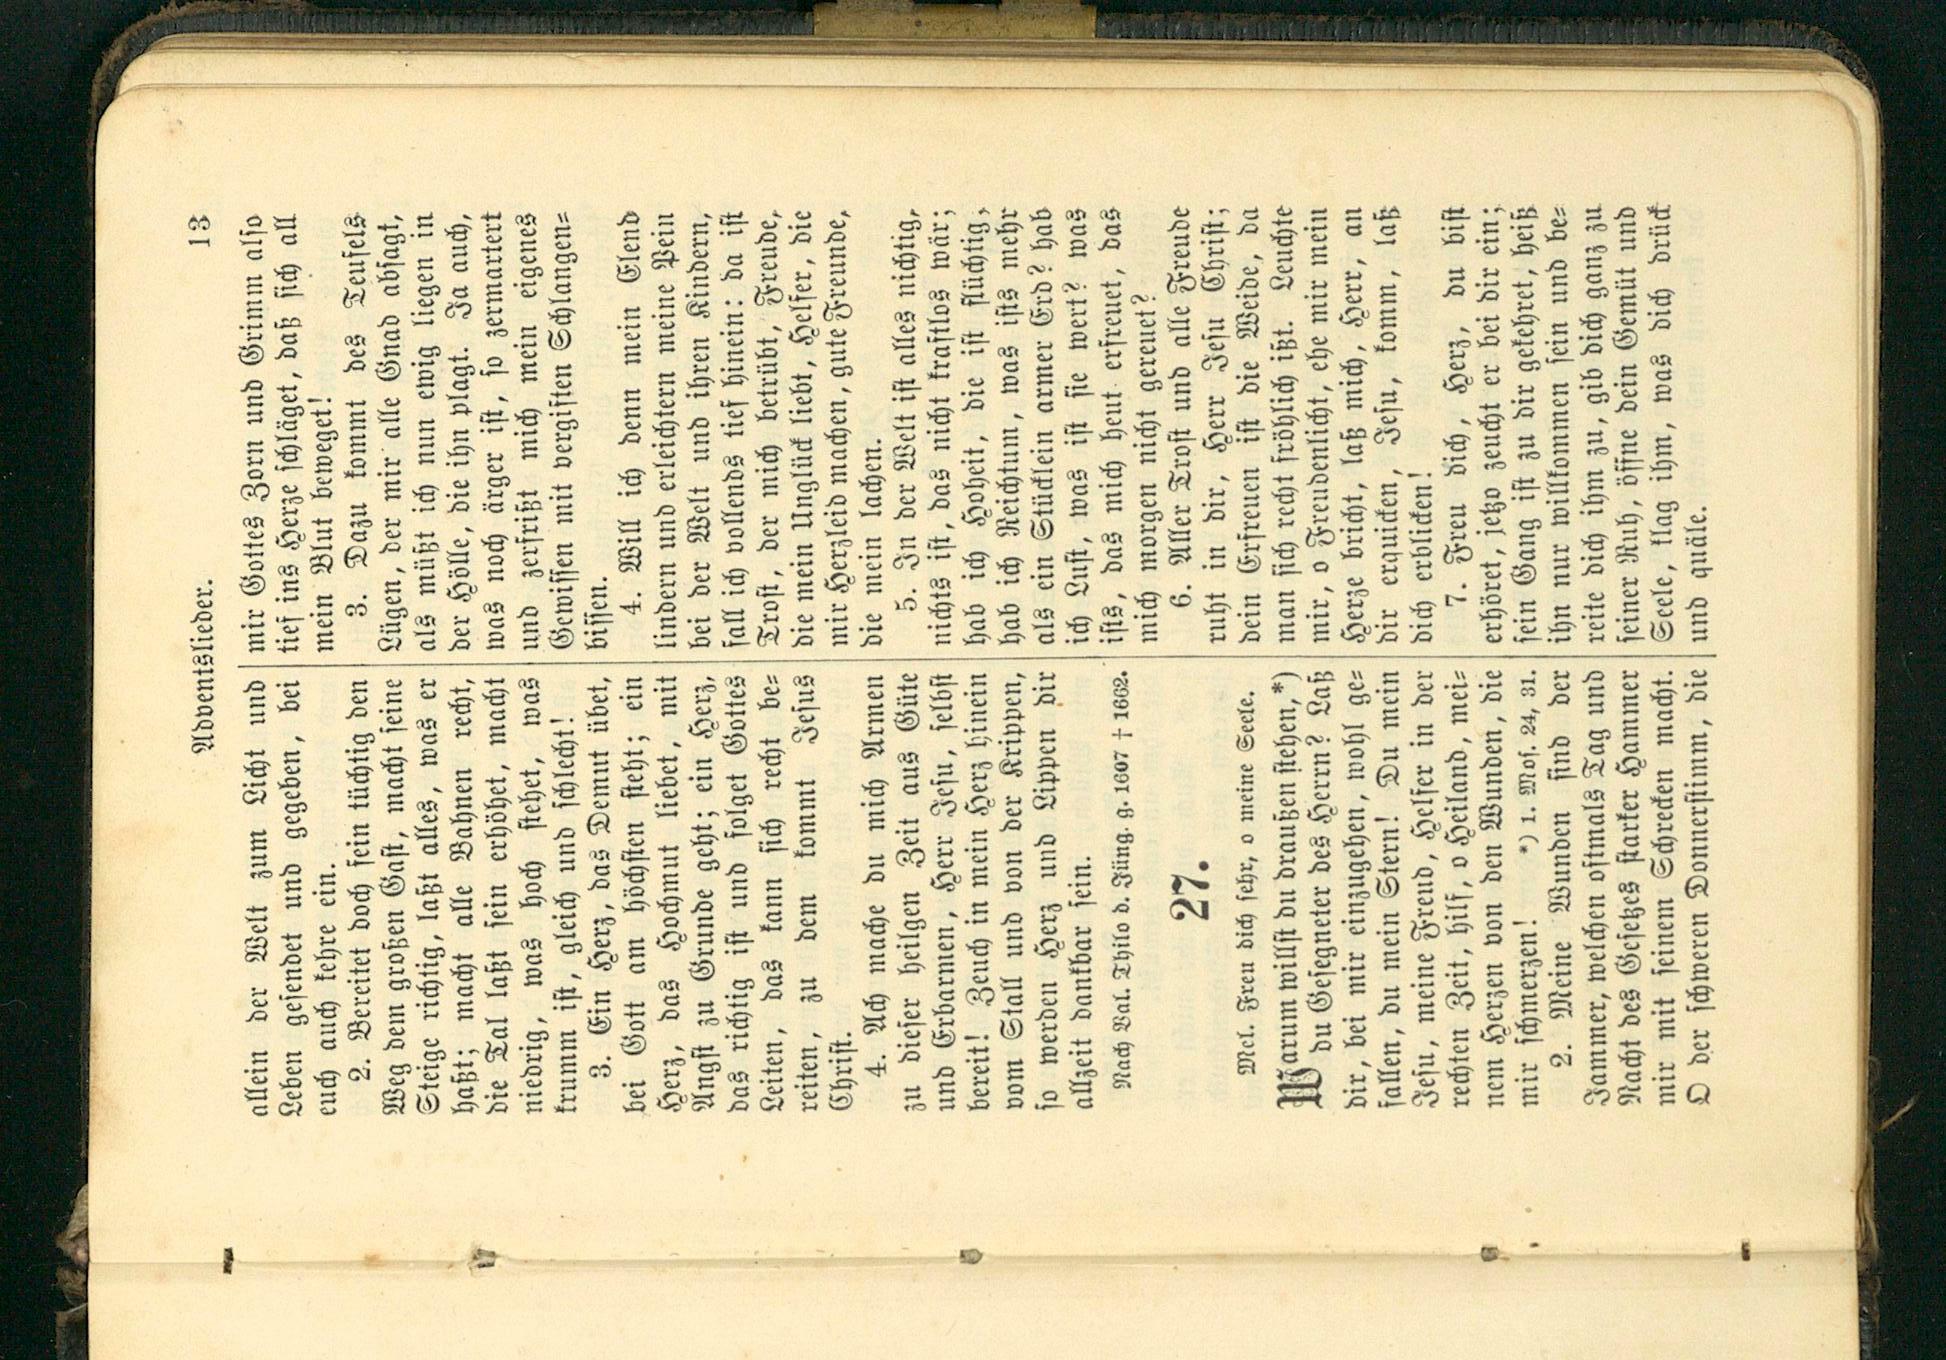 Adventslieder. 13
allein der Welt zum Licht und
Leben gesendet und gegeben, bei
euch auch kehre ein.
2. Bereitet doch fein tüchtig den
Weg dem großen Gast, macht seine
Steige richtig, laßt alles, was er
haßt; macht alle Bahnen recht,
die Tal laßt sein erhöhet, macht
niedrig, was hoch stehet, was
krumm ist, gleich und schlecht!
3. Ein Herz, das Demut übet,
bei Gott am höchsten steht; ein
Herz, das Hochmut liebet, mit
Angst zu Grunde geht; ein Herz,
das richtig ist und folget Gottes
Leiten, das kann sich recht be=
reiten, zu dem kommt Jesus
Christ.
4. Ach mache du mich Armen
zu dieser heilgen Zeit aus Güte
und Erbarmen, Herr Jesu, selbst
bereit! Zeuch in mein Herz hinein
vom Stall und von der Krippen,
so werden Herz und Lippen dir
allzeit dankbar sein.
Nach Val. Thilo d. Jüng. g. 1607 † 1662.
27.
Mel. Freu dich sehr, o meine Seele.
Warum willst du draußen stehen,*)
du Gesegneter des Herrn? Laß
dir, bei mir einzugehen, wohl ge=
fallen, du mein Stern! Du mein
Jesu, meine Freud, Helfer in der
rechten Zeit, hilf, o Heiland, mei=
nem Herzen von den Wunden, die
mir schmerzen! *) 1. Mos. 24, 31.
2. Meine Wunden sind der
Jammer, welchen oftmals Tag und
Nacht des Gesetzes starker Hammer
mir mit seinem Schrecken macht.
O der schweren Donnerstimm, die
mir Gottes Zorn und Grimm also
tief ins Herze schläget, daß sich all
mein Blut beweget!
3. Dazu kommt des Teufels
Lügen, der mir alle Gnad absagt,
als müßt ich nun ewig liegen in
der Hölle, die ihn plagt. Ja auch,
was noch ärger ist, so zermartert
und zerfrißt mich mein eigenes
Gewissen mit vergiften Schlangen=
bissen.
4. Will ich denn mein Elend
lindern und erleichtern meine Pein
bei der Welt und ihren Kindern,
fall ich vollends tief hinein: da ist
Trost, der mich betrübt, Freude,
die mein Unglück liebt, Helfer, die
mir Herzleid machen, gute Freunde,
die mein lachen.
5. In der Welt ist alles nichtig,
nichts ist, das nicht kraftlos wär;
hab ich Hoheit, die ist flüchtig,
hab ich Reichtum, was ists mehr
als ein Stücklein armer Erd? hab
ich Lust, was ist sie wert? was
ists, das mich heut erfreuet, das
mich morgen nicht gereuet?
6. Aller Trost und alle Freude
ruht in dir, Herr Jesu Christ;
dein Erfreuen ist die Weide, da
man sich recht fröhlich ißt. Leuchte
mir, o Freudenlicht, ehe mir mein
Herze bricht, laß mich, Herr, an
dir erquicken, Jesu, komm, laß
dich erblicken!
7. Freu dich, Herz, du bist
erhöret, jetzo zeucht er bei dir ein;
sein Gang ist zu dir gekehret, heiß
ihn nur willkommen sein und be=
reite dich ihm zu, gib dich ganz zu
seiner Ruh, öffne dein Gemüt und
Seele, klag ihm, was dich drück
und quäle.